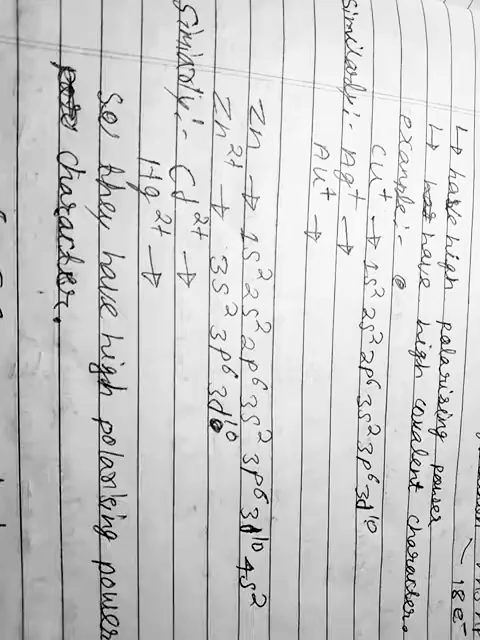 18e⁻
↳ have high polarising power
↳ have high covalent character.
example:-
Cu⁺ → 1s² 2s² 2p⁶ 3s² 3p⁶ 3d¹⁰
Similarly:- Ag⁺ →
Au⁺ →
Zn → 1s² 2s² 2p⁶ 3s² 3p⁶ 3d¹⁰ 4s²
Zn²⁺ → 3s² 3p⁶ 3d¹⁰
Similarly:- Cd²⁺ →
Hg²⁺ →
So, they have high polarising power
character.